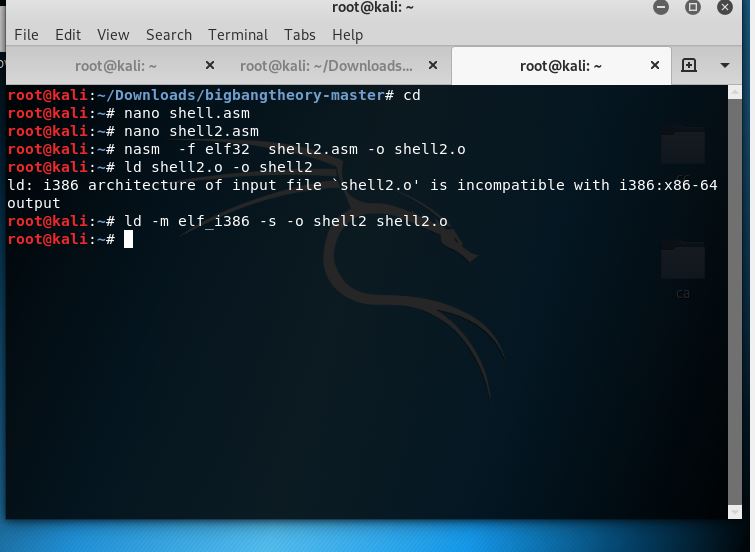 root@kali: ~
File Edit View Search Terminal Tabs Help
root@kali: ~ root@kali: ~/Downloads... root@kali: ~
root@kali:~/Downloads/bigbangtheory-master# cd
root@kali:~# nano shell.asm
root@kali:~# nano shell2.asm
root@kali:~# nasm  -f elf32  shell2.asm -o shell2.o
root@kali:~# ld shell2.o -o shell2
ld: i386 architecture of input file `shell2.o' is incompatible with i386:x86-64
output
root@kali:~# ld -m elf_i386 -s -o shell2 shell2.o
root@kali:~#
ca